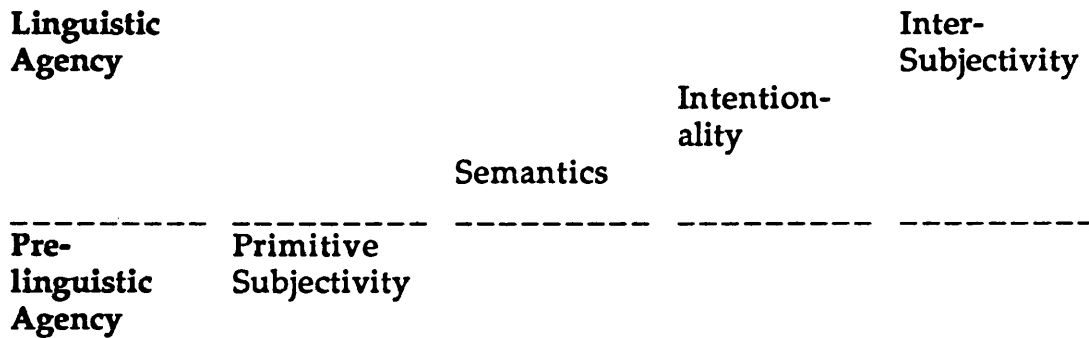 Linguistic Inter-
Agency Subjectivity
Intention-
ality
Semantics
Pre- Primitive
linguistic Subjectivity
Agency